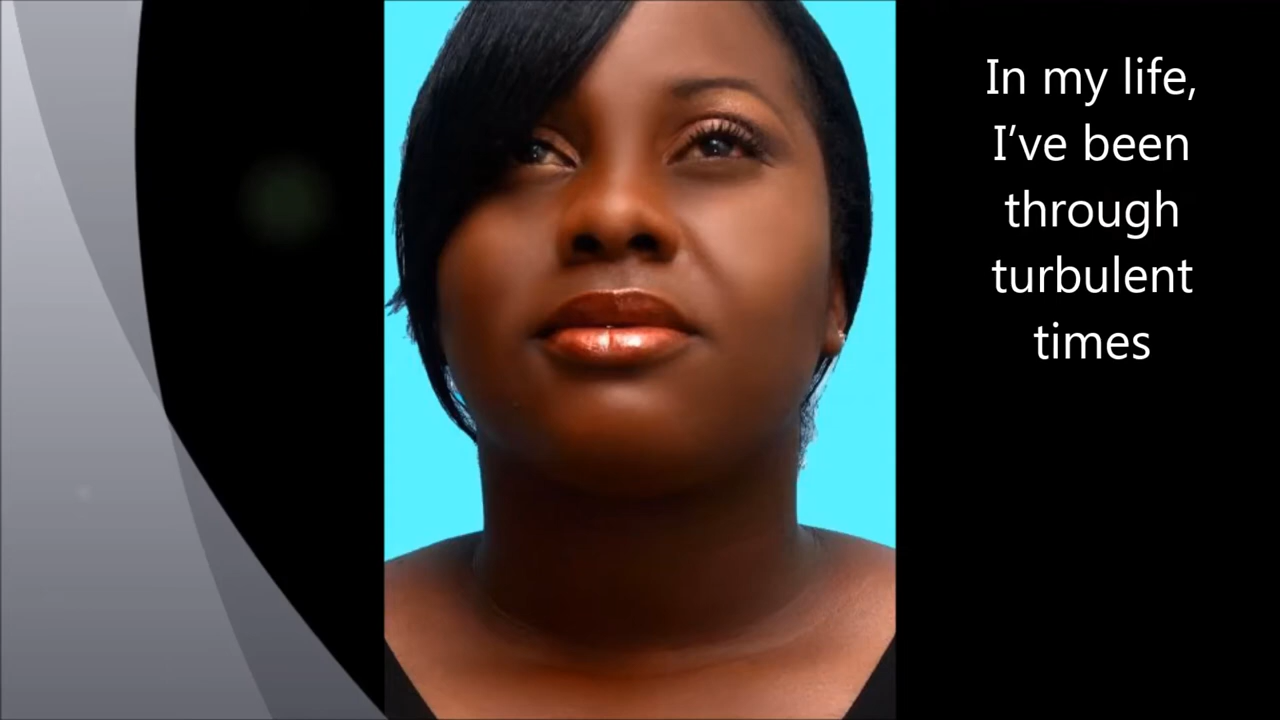 In my life,
I’ve been
through
turbulent
times